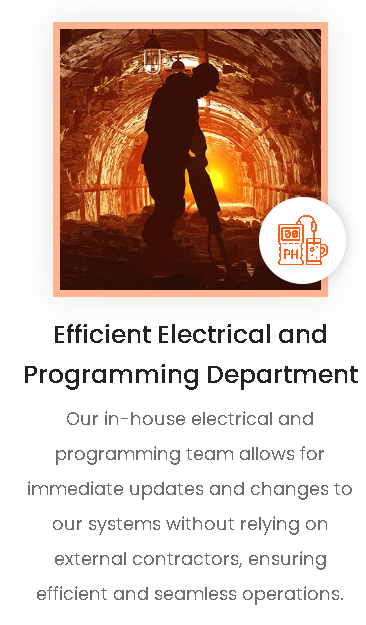 PH
Efficient Electrical and
Programming Department
Our in-house electrical and
programming team allows for
immediate updates and changes to
our systems without relying on
external contractors, ensuring
efficient and seamless operations.